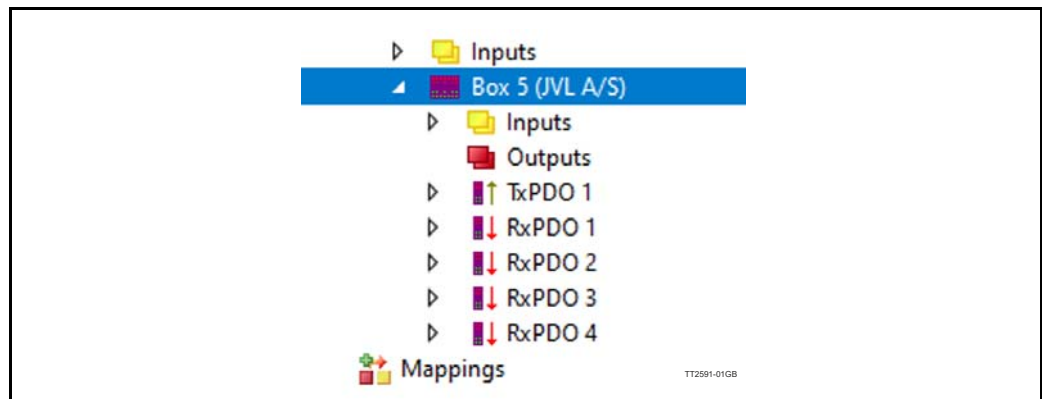 Inputs
Box 5 (JVL A/S)
Inputs
Outputs
TxPDO 1
RxPDO 1
RxPDO 2
RxPDO 3
RxPDO 4
Mappings
TT2591-01GB